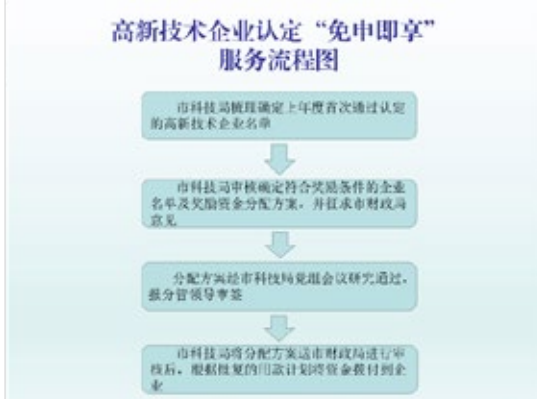 高新技术企业认定“免申即享”
服务流程图
市科技局梳理确定上年度首次通过认定
的高新技术企业名单
市科技局审核确定符合奖励条件的企业
名单及奖励资金分配方案，并征求市财政局
意见
分配方案经市科技局党组会议研究通过，
报分管领导审签
市科技局将分配方案送市财政局进行审
核后，根据批复的用款计划将资金拨付到企
业